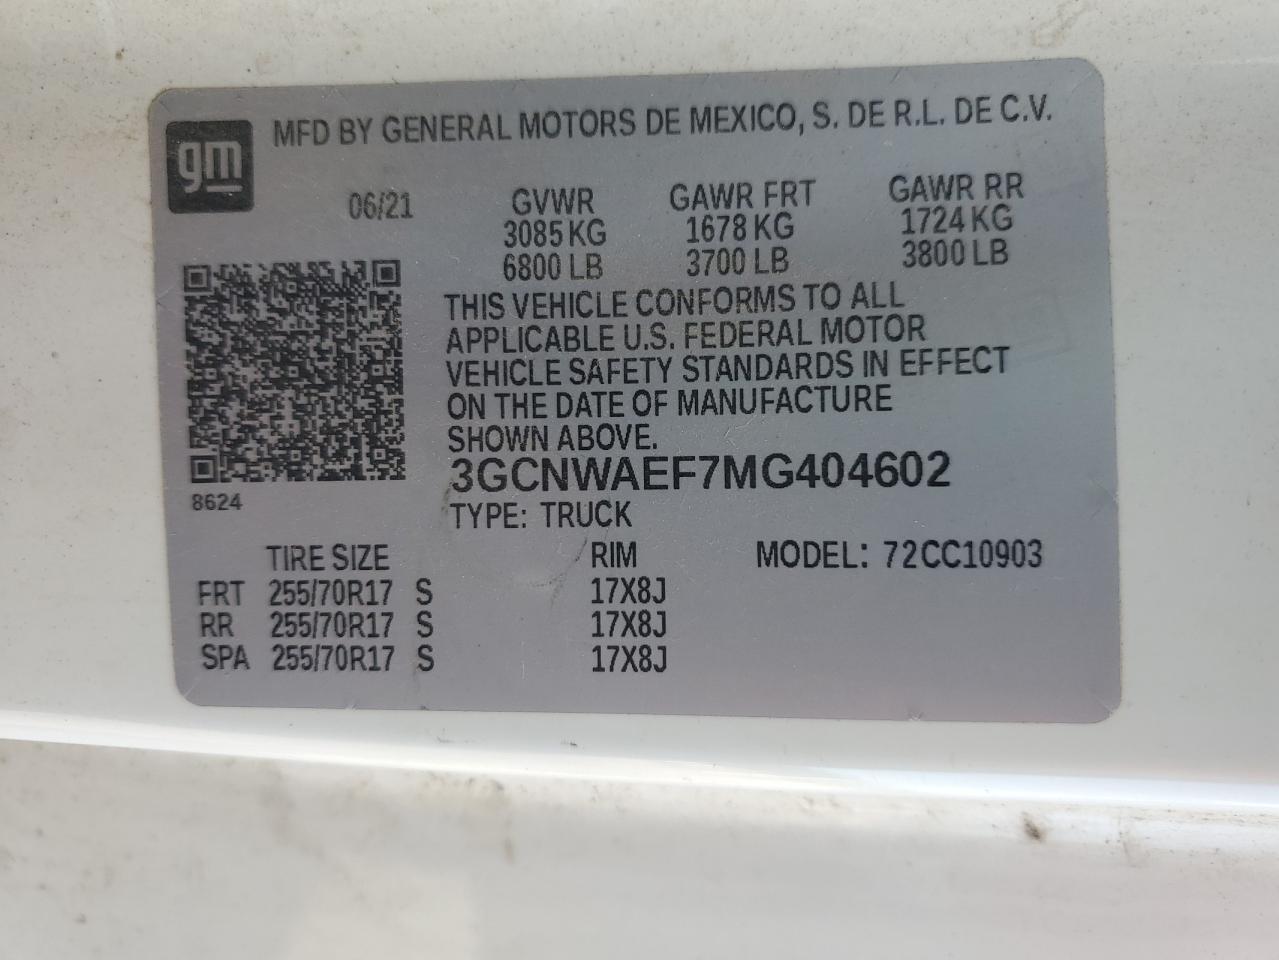 gm
MFD BY GENERAL MOTORS DE MEXICO, S. DE R.L. DE C.V.
06/21 GVWR GAWR FRT GAWR RR
3085 KG 1678 KG 1724 KG
6800 LB 3700 LB 3800 LB
THIS VEHICLE CONFORMS TO ALL
APPLICABLE U.S. FEDERAL MOTOR
VEHICLE SAFETY STANDARDS IN EFFECT
ON THE DATE OF MANUFACTURE
SHOWN ABOVE.
3GCNWAEF7MG404602
8624
TYPE: TRUCK
TIRE SIZE RIM MODEL: 72CC10903
FRT 255/70R17 S 17X8J
RR 255/70R17 S 17X8J
SPA 255/70R17 S 17X8J